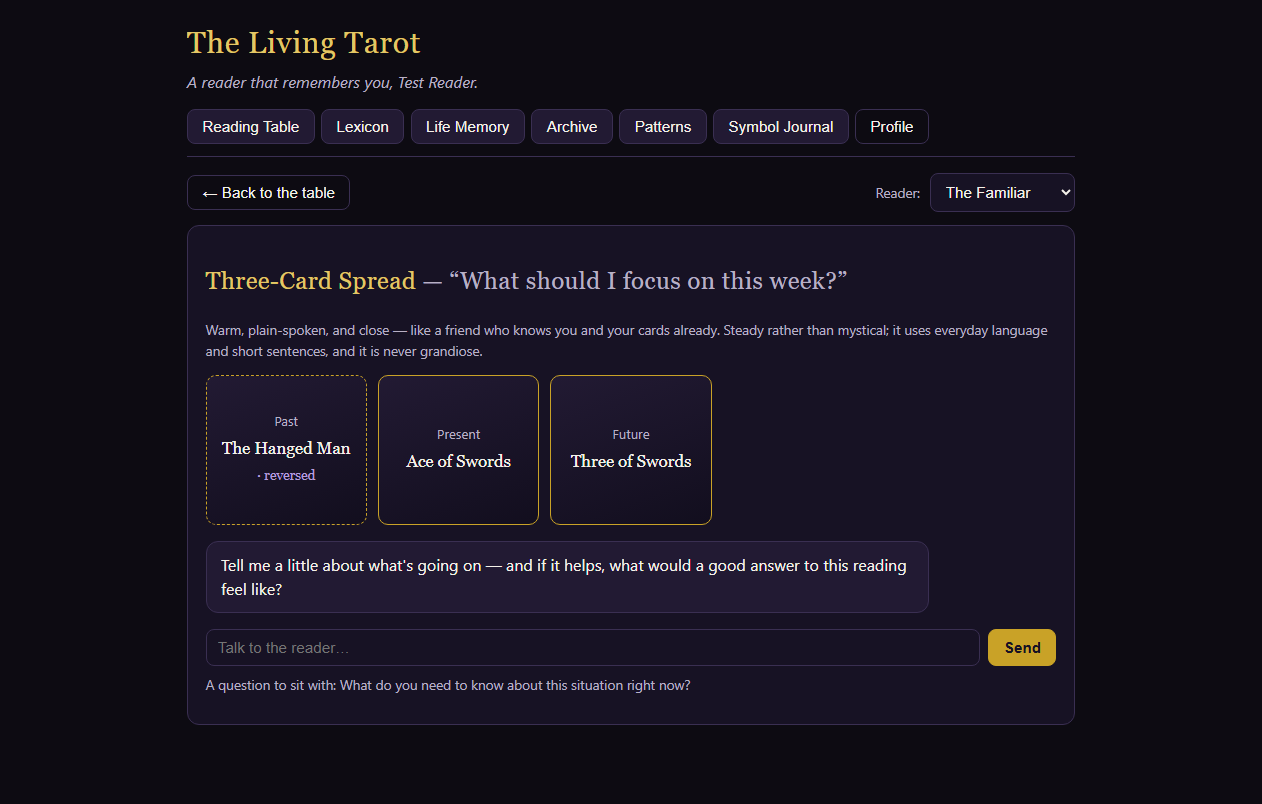 The Living Tarot
A reader that remembers you, Test Reader.
Reading Table Lexicon Life Memory Archive Patterns Symbol Journal Profile
← Back to the table Reader: The Familiar
Three-Card Spread — “What should I focus on this week?”
Warm, plain-spoken, and close — like a friend who knows you and your cards already. Steady rather than mystical; it uses everyday language
and short sentences, and it is never grandiose.
Past
The Hanged Man
· reversed
Present
Ace of Swords
Future
Three of Swords
Tell me a little about what's going on — and if it helps, what would a good answer to this reading
feel like?
Talk to the reader… Send
A question to sit with: What do you need to know about this situation right now?